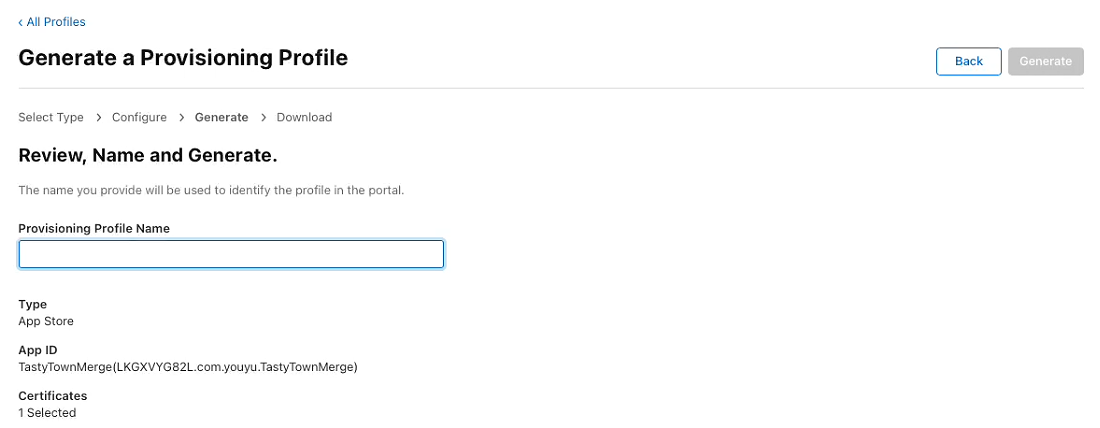 ‹ All Profiles
Generate a Provisioning Profile
Back
Generate
Select Type > Configure > Generate > Download
Review, Name and Generate.
The name you provide will be used to identify the profile in the portal.
Provisioning Profile Name
Type
App Store
App ID
TastyTownMerge(LKGXVYG82L.com.youyu.TastyTownMerge)
Certificates
1 Selected